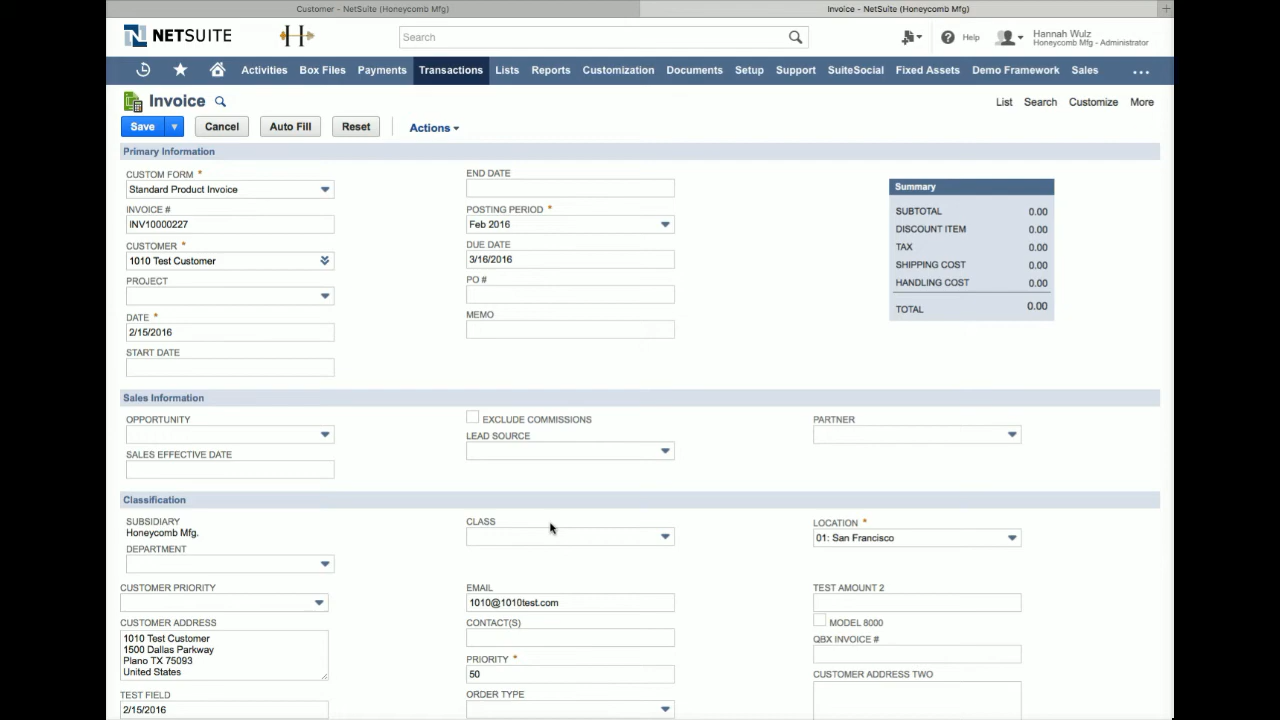 Customer - NetSuite (Honeycomb Mfg)
Invoice - NetSuite (Honeycomb Mfg)
NETSUITE
Search
Help
Hannah Wulz
Honeycomb Mfg - Administrator
Activities Box Files Payments Transactions Lists Reports Customization Documents Setup Support SuiteSocial Fixed Assets Demo Framework Sales ...
Invoice
List Search Customize More
Save Cancel Auto Fill Reset Actions
Primary Information
CUSTOM FORM *
Standard Product Invoice
INVOICE #
INV10000227
CUSTOMER *
1010 Test Customer
PROJECT
DATE *
2/15/2016
START DATE
END DATE
POSTING PERIOD *
Feb 2016
DUE DATE
3/16/2016
PO #
MEMO
Summary
SUBTOTAL 0.00
DISCOUNT ITEM 0.00
TAX 0.00
SHIPPING COST 0.00
HANDLING COST 0.00
TOTAL 0.00
Sales Information
OPPORTUNITY
SALES EFFECTIVE DATE
EXCLUDE COMMISSIONS
LEAD SOURCE
PARTNER
Classification
SUBSIDIARY
Honeycomb Mfg.
DEPARTMENT
CLASS
LOCATION *
01: San Francisco
CUSTOMER PRIORITY
CUSTOMER ADDRESS
1010 Test Customer
1500 Dallas Parkway
Plano TX 75093
United States
TEST FIELD
2/15/2016
EMAIL
1010@1010test.com
CONTACT(S)
PRIORITY *
50
ORDER TYPE
TEST AMOUNT 2
MODEL 8000
QBX INVOICE #
CUSTOMER ADDRESS TWO